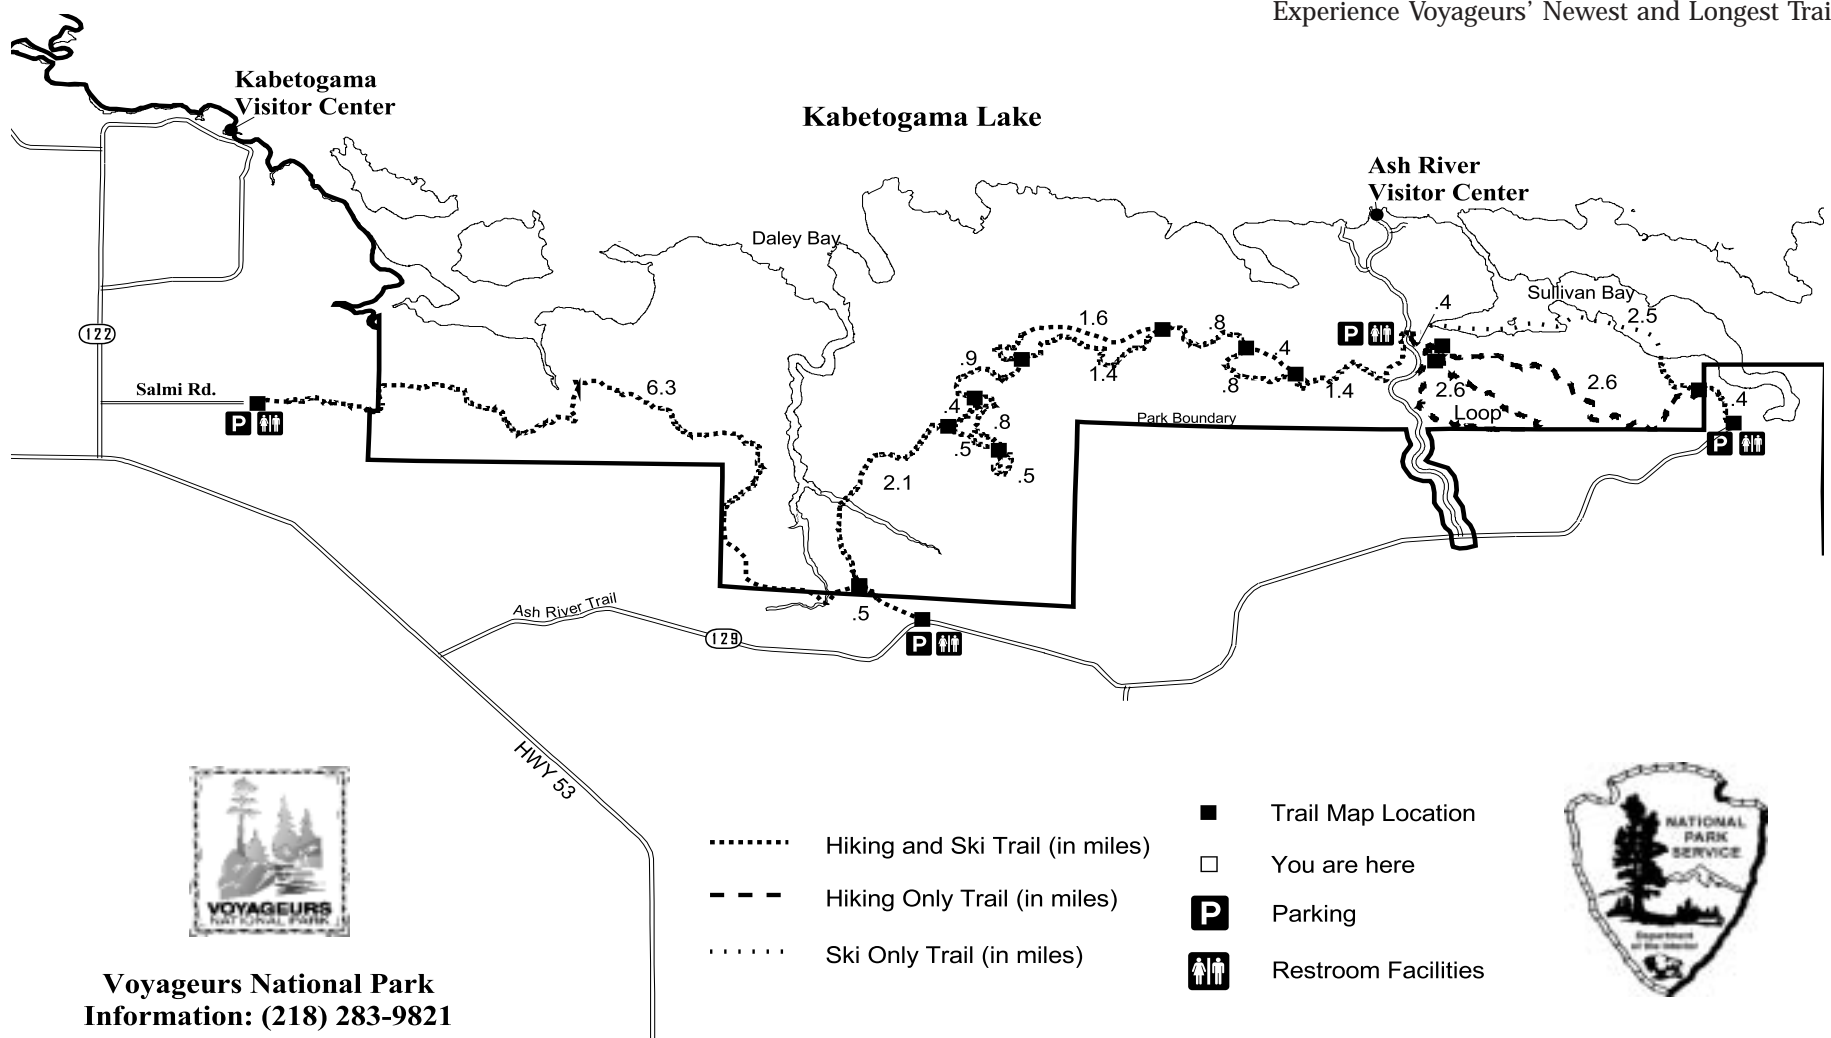 Experience Voyageurs’ Newest and Longest Trai
Kabetogama
Visitor Center
Kabetogama Lake
Ash River
Visitor Center
Daley Bay
Sullivan Bay
.4
2.5
122
Salmi Rd.
P
6.3
1.6
.8
.9
1.4
.4
.8
1.4
P
2.6
Loop
2.6
.4
P
.4
.8
.5
.5
2.1
Park Boundary
Ash River Trail
129
.5
P
HWY 53
VOYAGEURS
NATIONAL PARK
Voyageurs National Park
Information: (218) 283-9821
Hiking and Ski Trail (in miles)
Hiking Only Trail (in miles)
Ski Only Trail (in miles)
Trail Map Location
You are here
P
Parking
Restroom Facilities
NATIONAL
PARK
SERVICE
Department
of the Interior